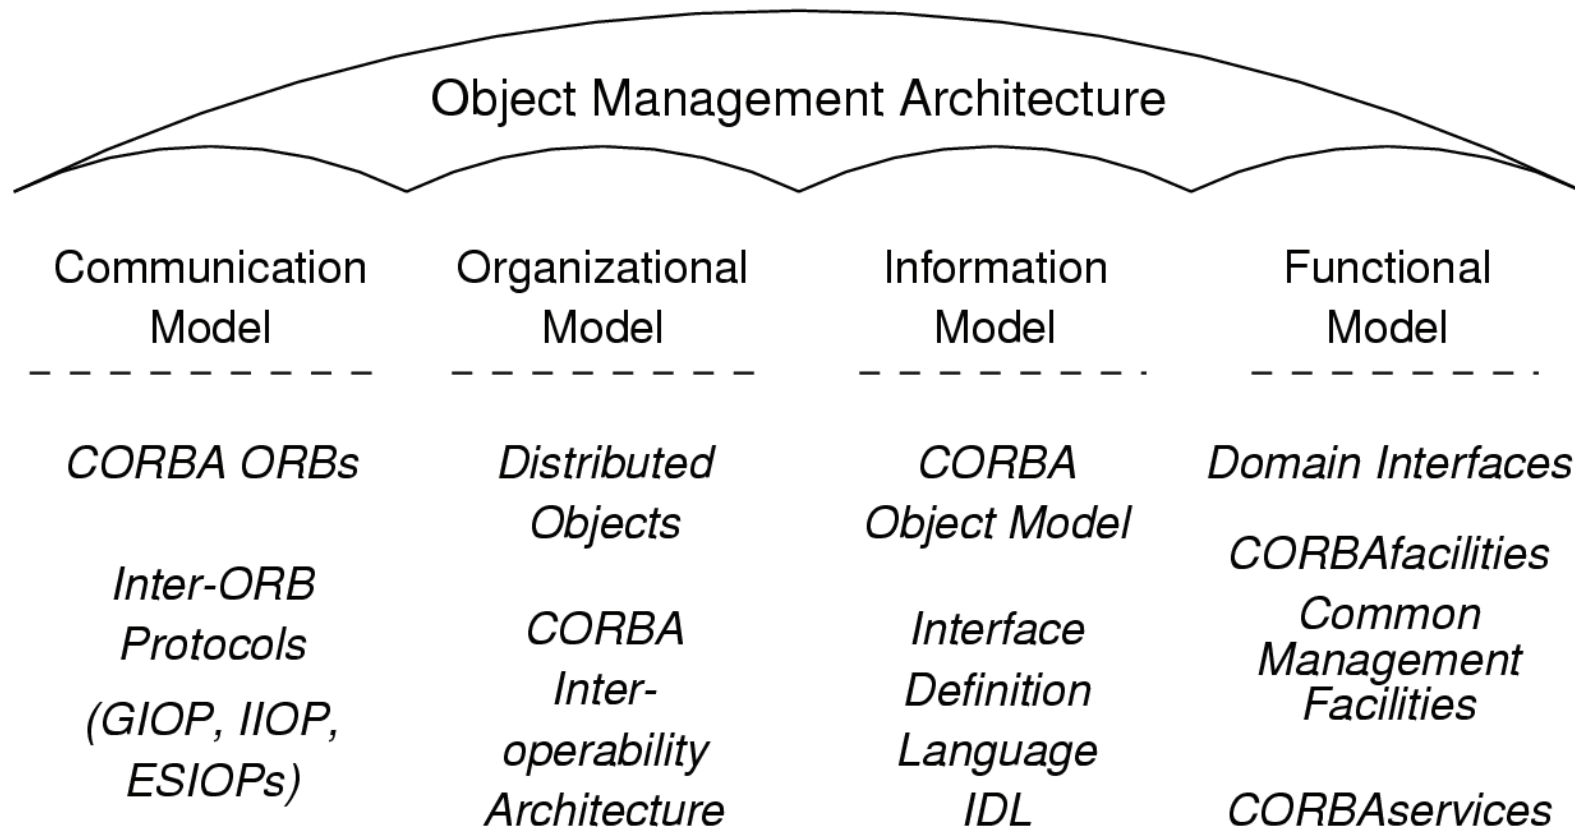 Object Management Architecture
Communication
Model
CORBA ORBs
Inter-ORB
Protocols
(GIOP, IIOP,
ESIOPs)
Organizational
Model
Distributed
Objects
CORBA
Inter-
operability
Architecture
Information
Model
CORBA
Object Model
Interface
Definition
Language
IDL
Functional
Model
Domain Interfaces
CORBAfacilities
Common
Management
Facilities
CORBAservices